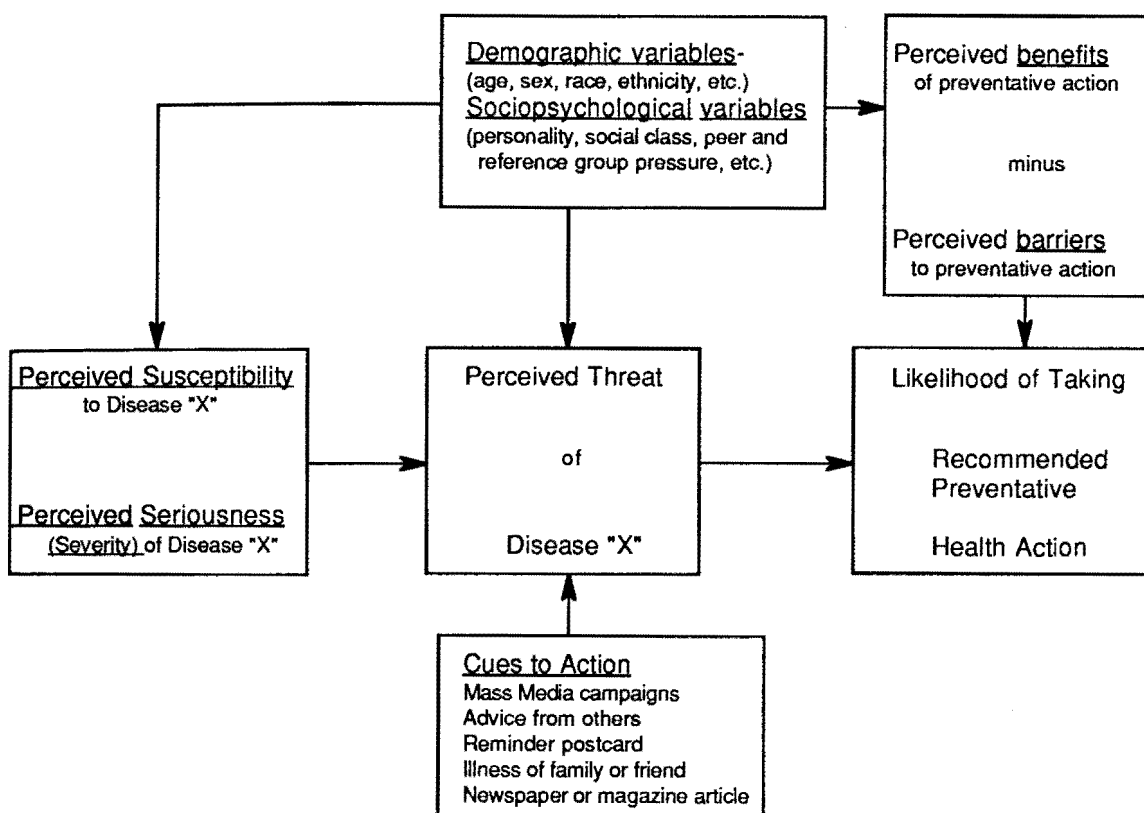 Demographic variables-
(age, sex, race, ethnicity, etc.)
Sociopsychological variables
(personality, social class, peer and
reference group pressure, etc.)
Perceived benefits
of preventative action
minus
Perceived barriers
to preventative action
Perceived Susceptibility
to Disease "X"
Perceived Seriousness
(Severity) of Disease "X"
Perceived Threat
of
Disease "X"
Likelihood of Taking
Recommended
Preventative
Health Action
Cues to Action
Mass Media campaigns
Advice from others
Reminder postcard
Illness of family or friend
Newspaper or magazine article